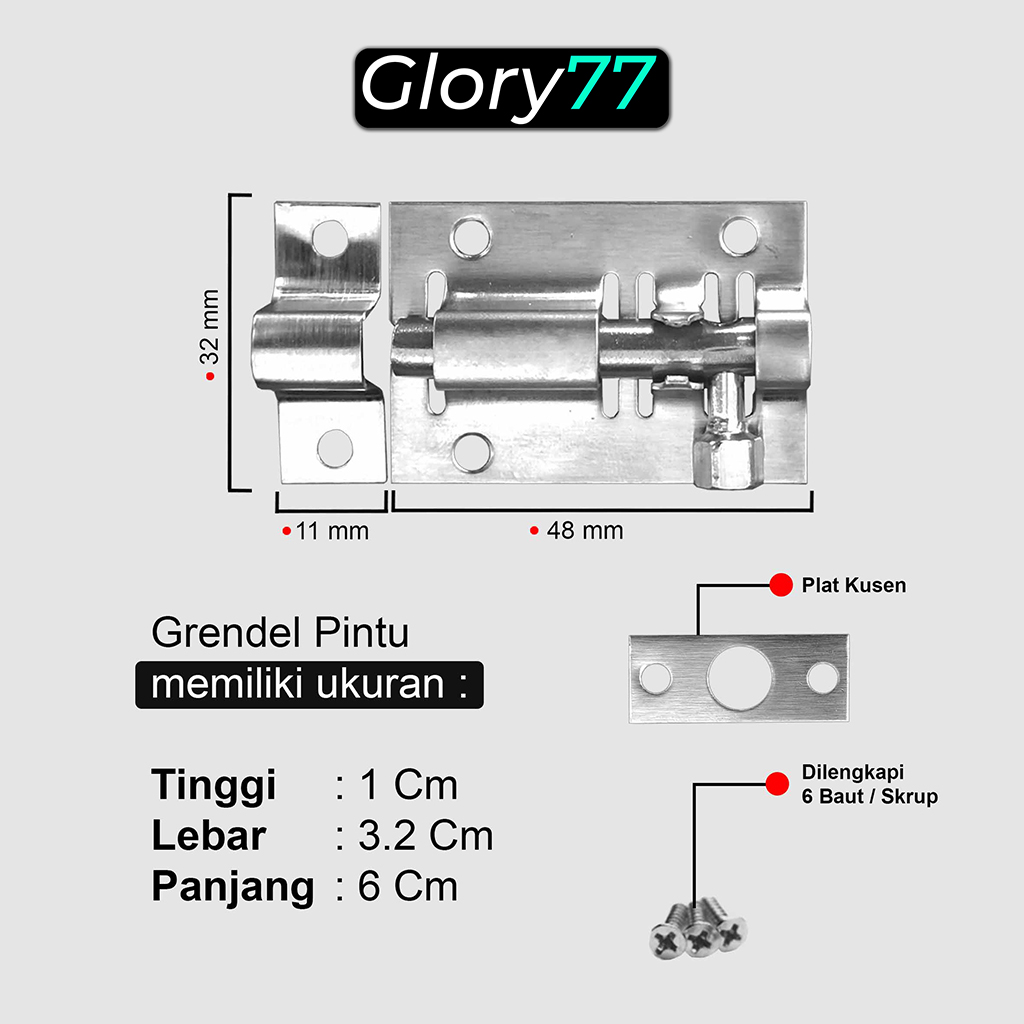 Glory77
32 mm
11 mm
48 mm
Plat Kusen
Grendel Pintu
memiliki ukuran :
Tinggi : 1 Cm
Lebar : 3.2 Cm
Panjang : 6 Cm
Dilengkapi
6 Baut / Skrup